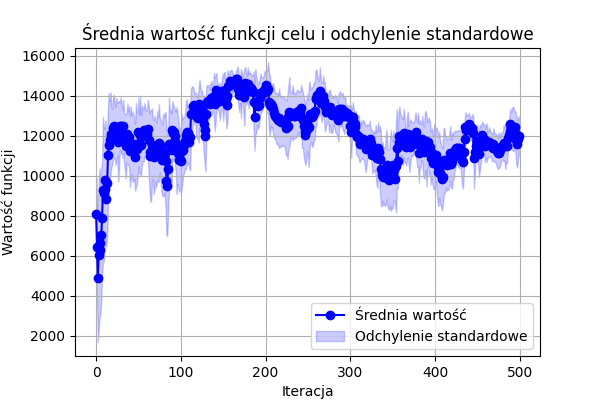 Średnia wartość funkcji celu i odchylenie standardowe
16000
14000
12000
10000
8000
6000
4000
2000
Wartość funkcji
0 100 200 300 400 500
Iteracja
Średnia wartość
Odchylenie standardowe